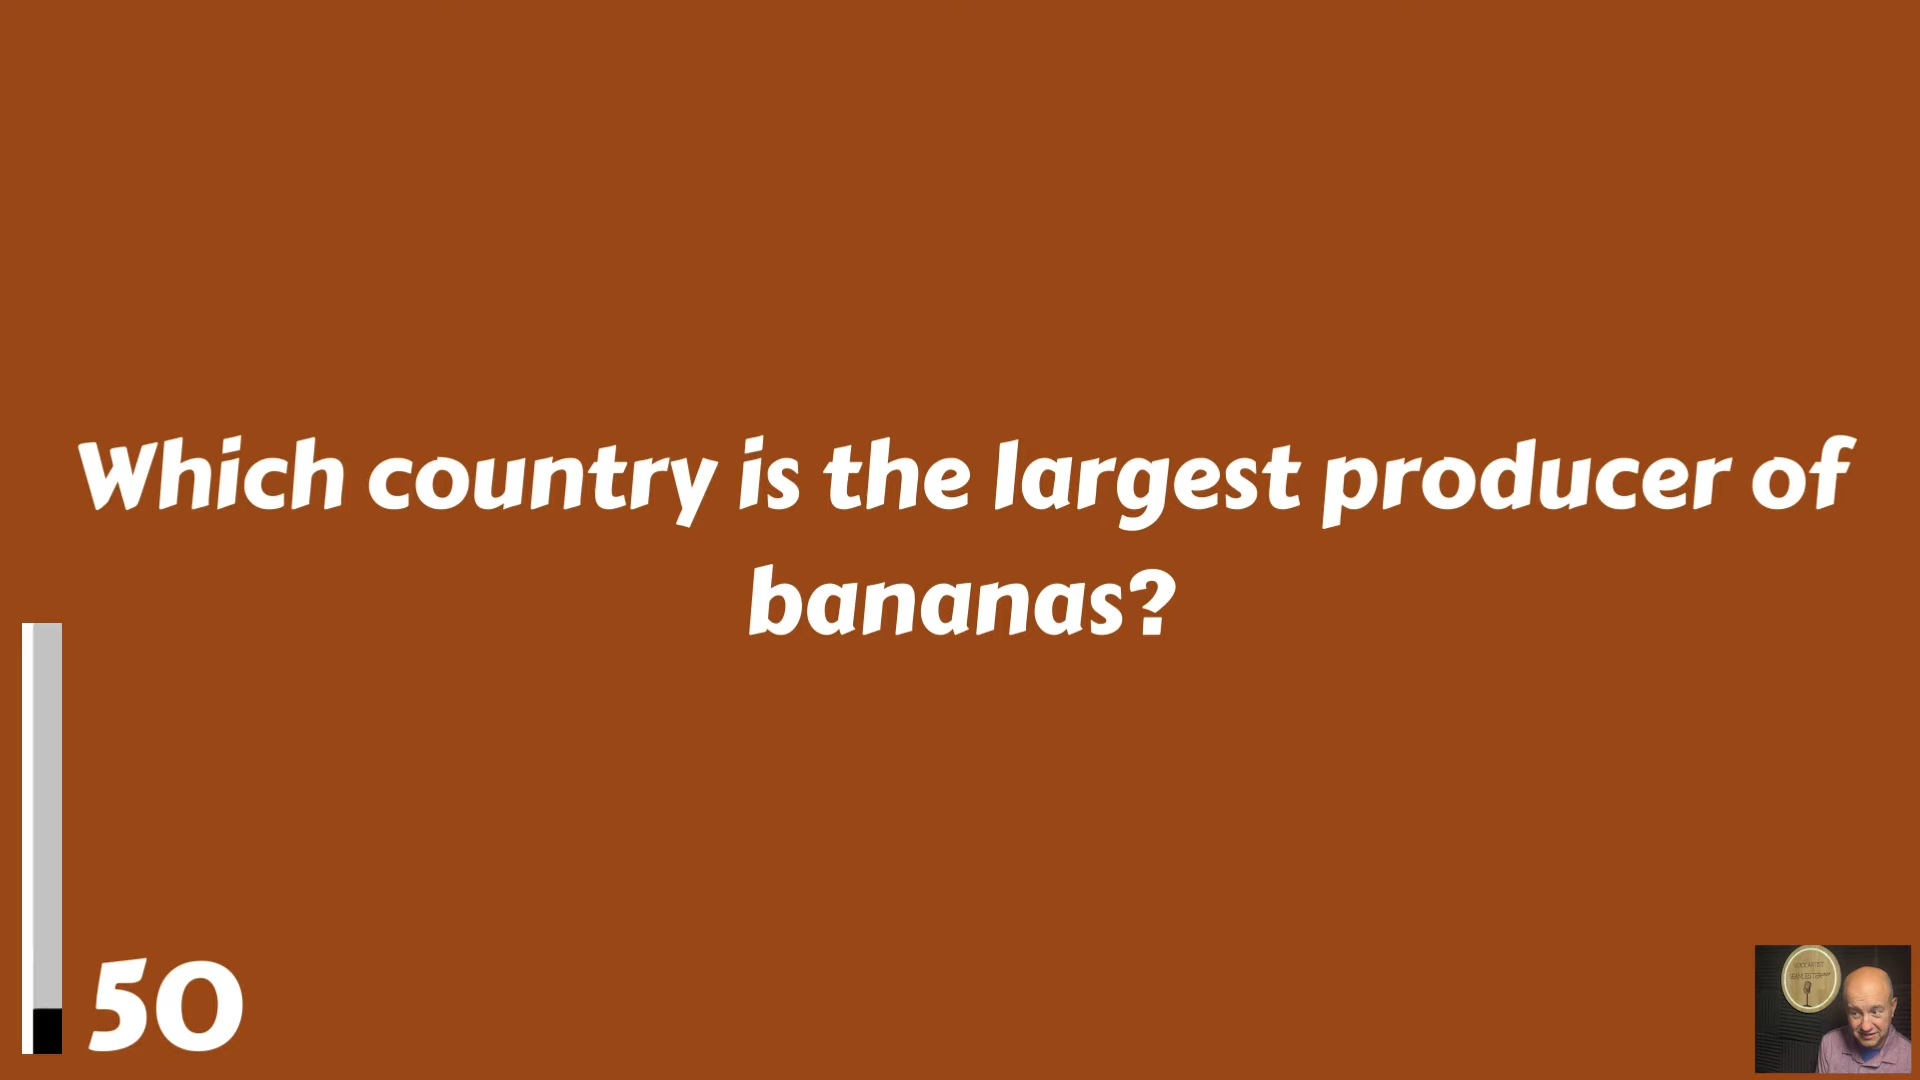 Which country is the largest producer of
bananas?
50